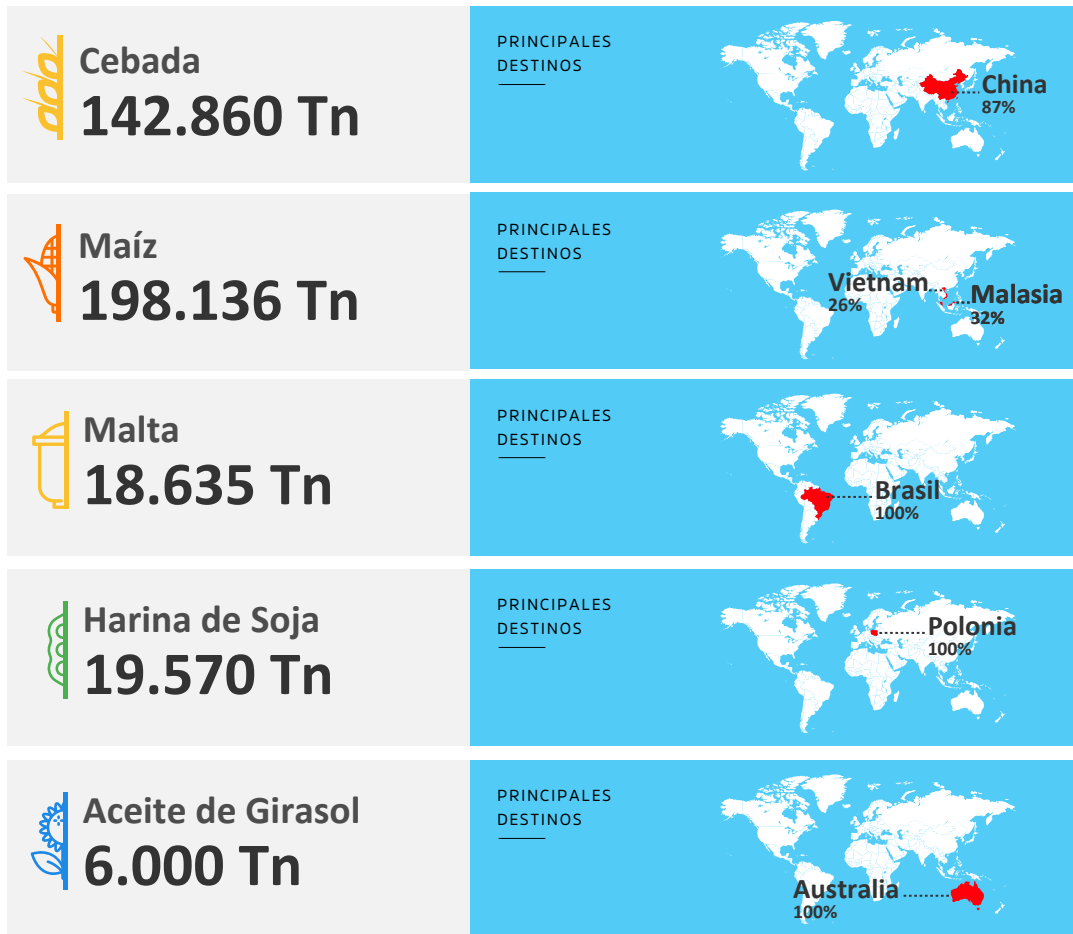 Cebada
142.860 Tn
PRINCIPALES
DESTINOS
China
87%
Maíz
198.136 Tn
PRINCIPALES
DESTINOS
Vietnam
26%
Malasia
32%
Malta
18.635 Tn
PRINCIPALES
DESTINOS
Brasil
100%
Harina de Soja
19.570 Tn
PRINCIPALES
DESTINOS
Polonia
100%
Aceite de Girasol
6.000 Tn
PRINCIPALES
DESTINOS
Australia
100%